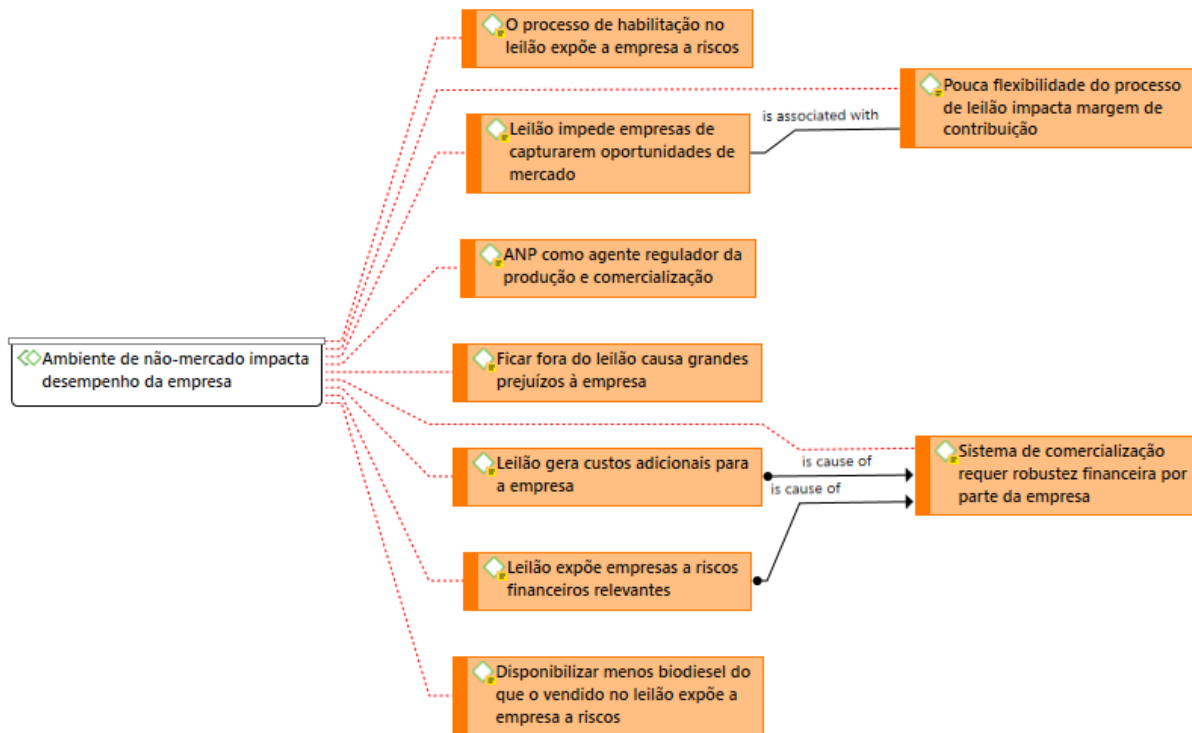 O processo de habilitação no
leilão expõe a empresa a riscos
Pouca flexibilidade do processo
de leilão impacta margem de
contribuição
is associated with
Leilão impede empresas de
capturarem oportunidades de
mercado
ANP como agente regulador da
produção e comercialização
Ambiente de não-mercado impacta
desempenho da empresa
Ficar fora do leilão causa grandes
prejuízos à empresa
Leilão gera custos adicionais para
a empresa
is cause of
is cause of
Sistema de comercialização
requer robustez financeira por
parte da empresa
Leilão expõe empresas a riscos
financeiros relevantes
Disponibilizar menos biodiesel do
que o vendido no leilão expõe a
empresa a riscos